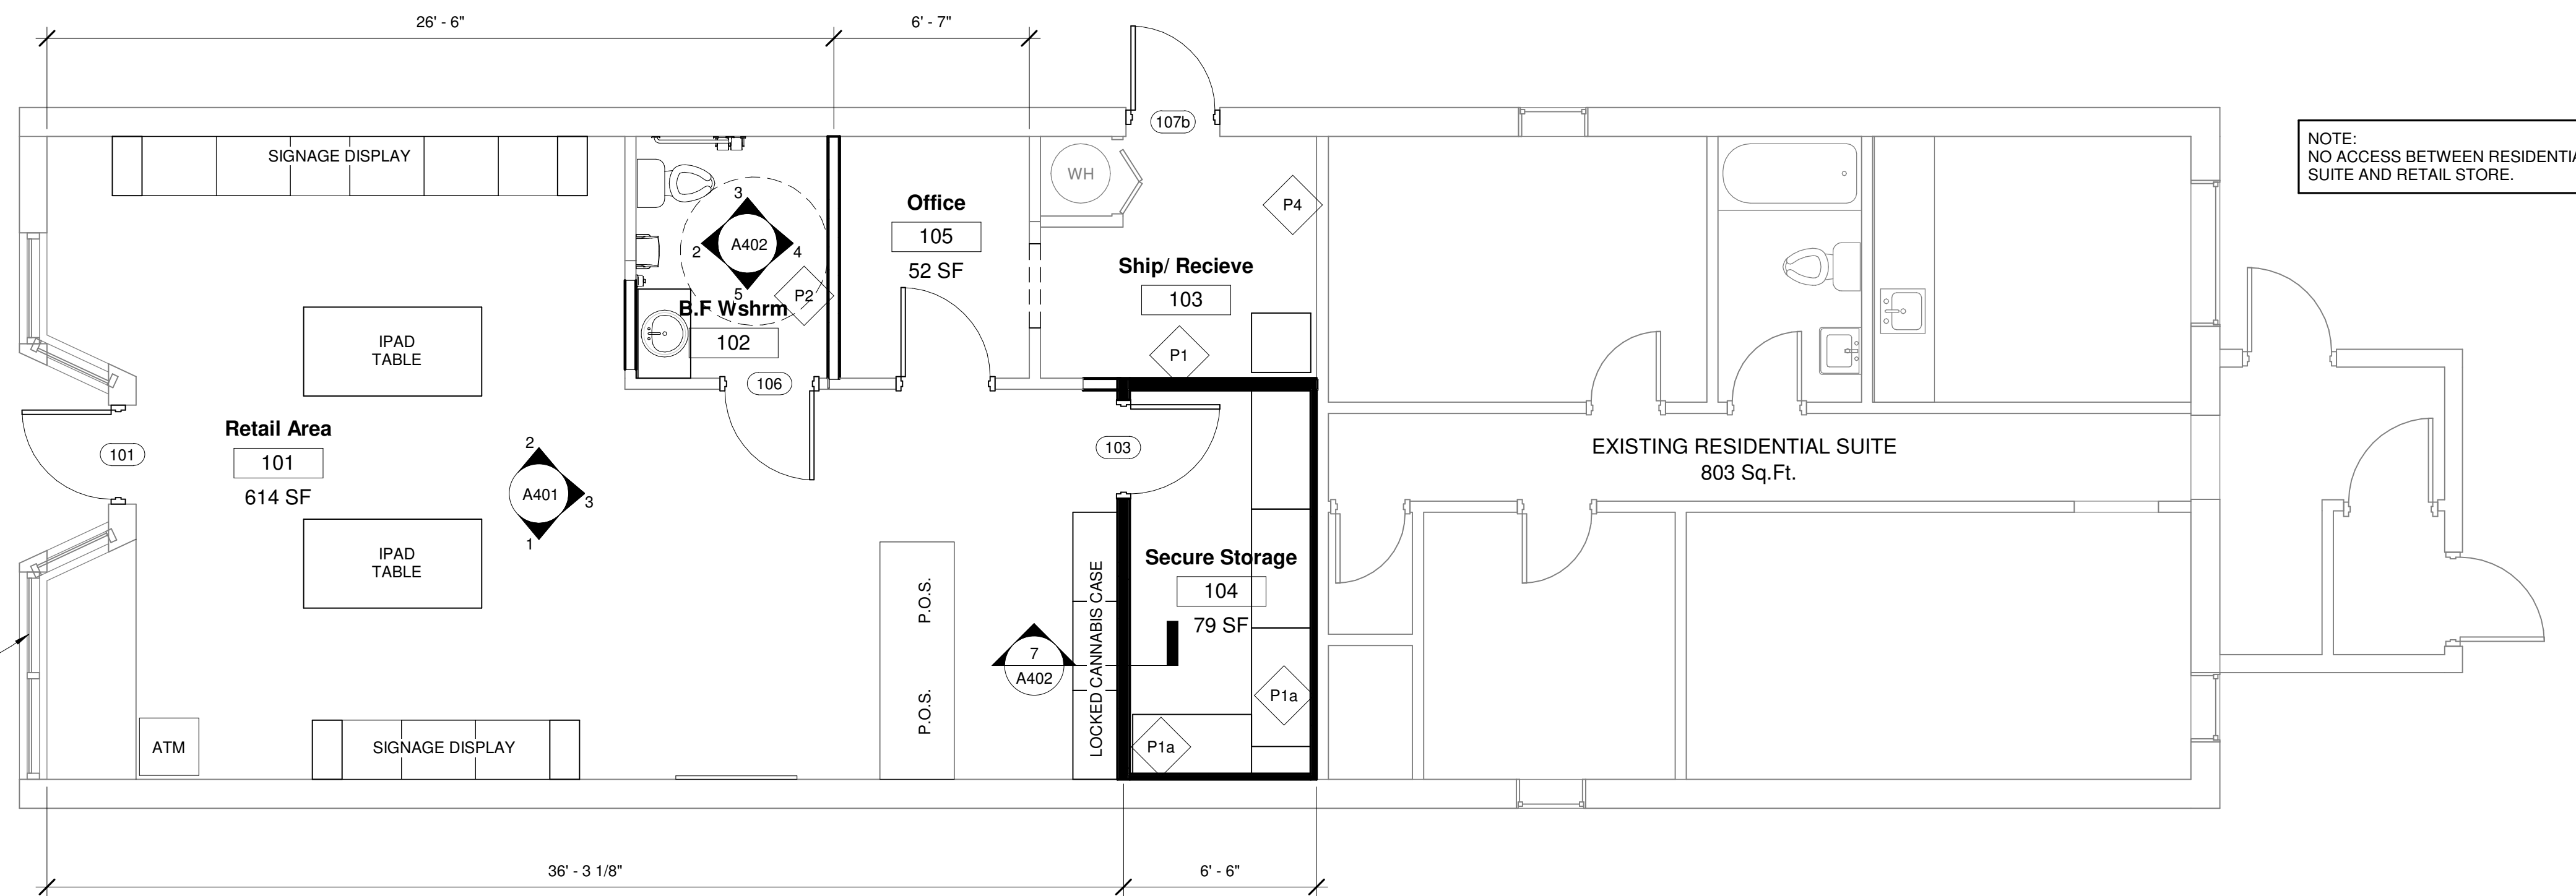 26' - 6"
6' - 7"
107b
NOTE:
NO ACCESS BETWEEN RESIDENTIA
SUITE AND RETAIL STORE.
SIGNAGE DISPLAY
WH
P4
3
A402
2
4
5
P2
Office
105
52 SF
Ship/ Recieve
103
P1
B.F Wshrm
102
106
IPAD
TABLE
Retail Area
101
614 SF
101
2
A401
3
1
103
EXISTING RESIDENTIAL SUITE
803 Sq.Ft.
IPAD
TABLE
Secure Storage
104
79 SF
P.O.S.
P.O.S.
7
A402
LOCKED CANNABIS CASE
P1a
P1a
ATM
SIGNAGE DISPLAY
36' - 3 1/8"
6' - 6"